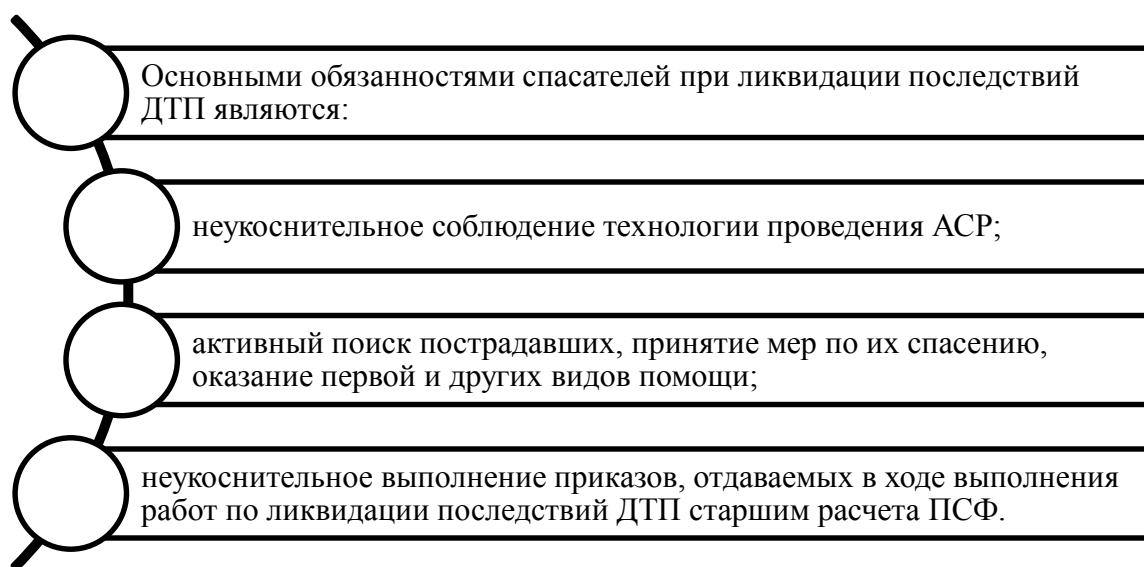 Основными обязанностями спасателей при ликвидации последствий
ДТП являются:
неукоснительное соблюдение технологии проведения АСР;
активный поиск пострадавших, принятие мер по их спасению,
оказание первой и других видов помощи;
неукоснительное выполнение приказов, отдаваемых в ходе выполнения
работ по ликвидации последствий ДТП старшим расчета ПСФ.